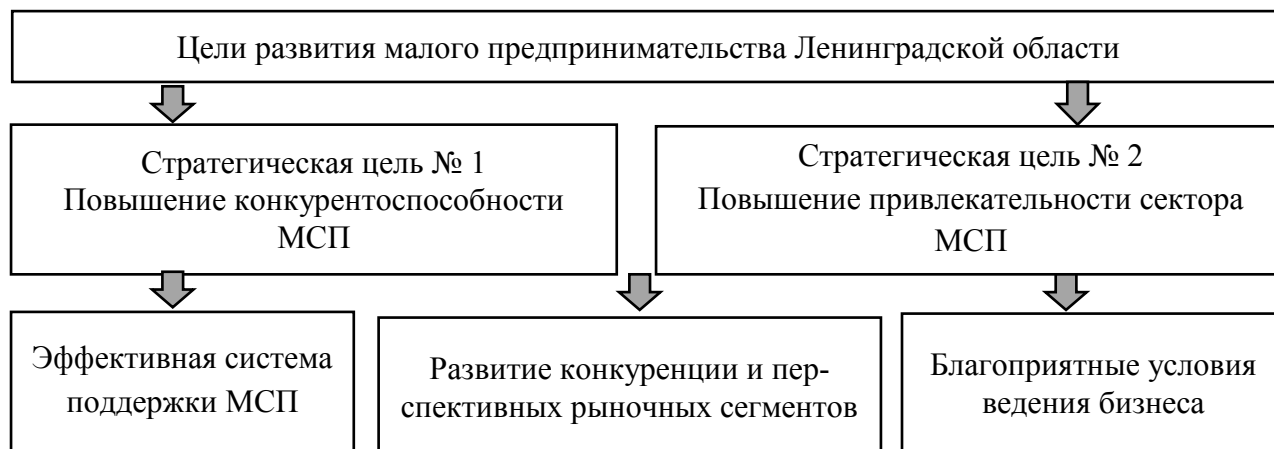 Цели развития малого предпринимательства Ленинградской области
Стратегическая цель № 1
Повышение конкурентоспособности
МСП
Стратегическая цель № 2
Повышение привлекательности сектора
МСП
Эффективная система
поддержки МСП
Развитие конкуренции и пер-
спективных рыночных сегментов
Благоприятные условия
ведения бизнеса